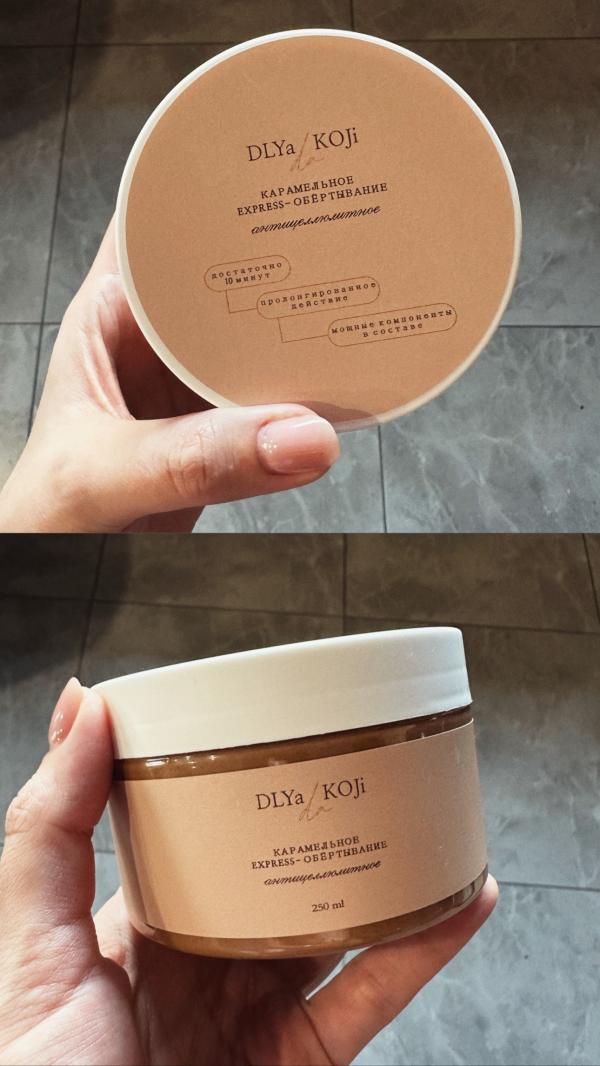 DLYa KOJi
da
КАРАМЕЛЬНОЕ
EXPRESS-ОБЁРТЫВАНИЕ
антицеллюлитное
достаточно
10 минут
пролонгированное
действие
мощные компоненты
в составе
DLYa KOJi
da
КАРАМЕЛЬНОЕ
EXPRESS-ОБЁРТЫВАНИЕ
антицеллюлитное
250 ml